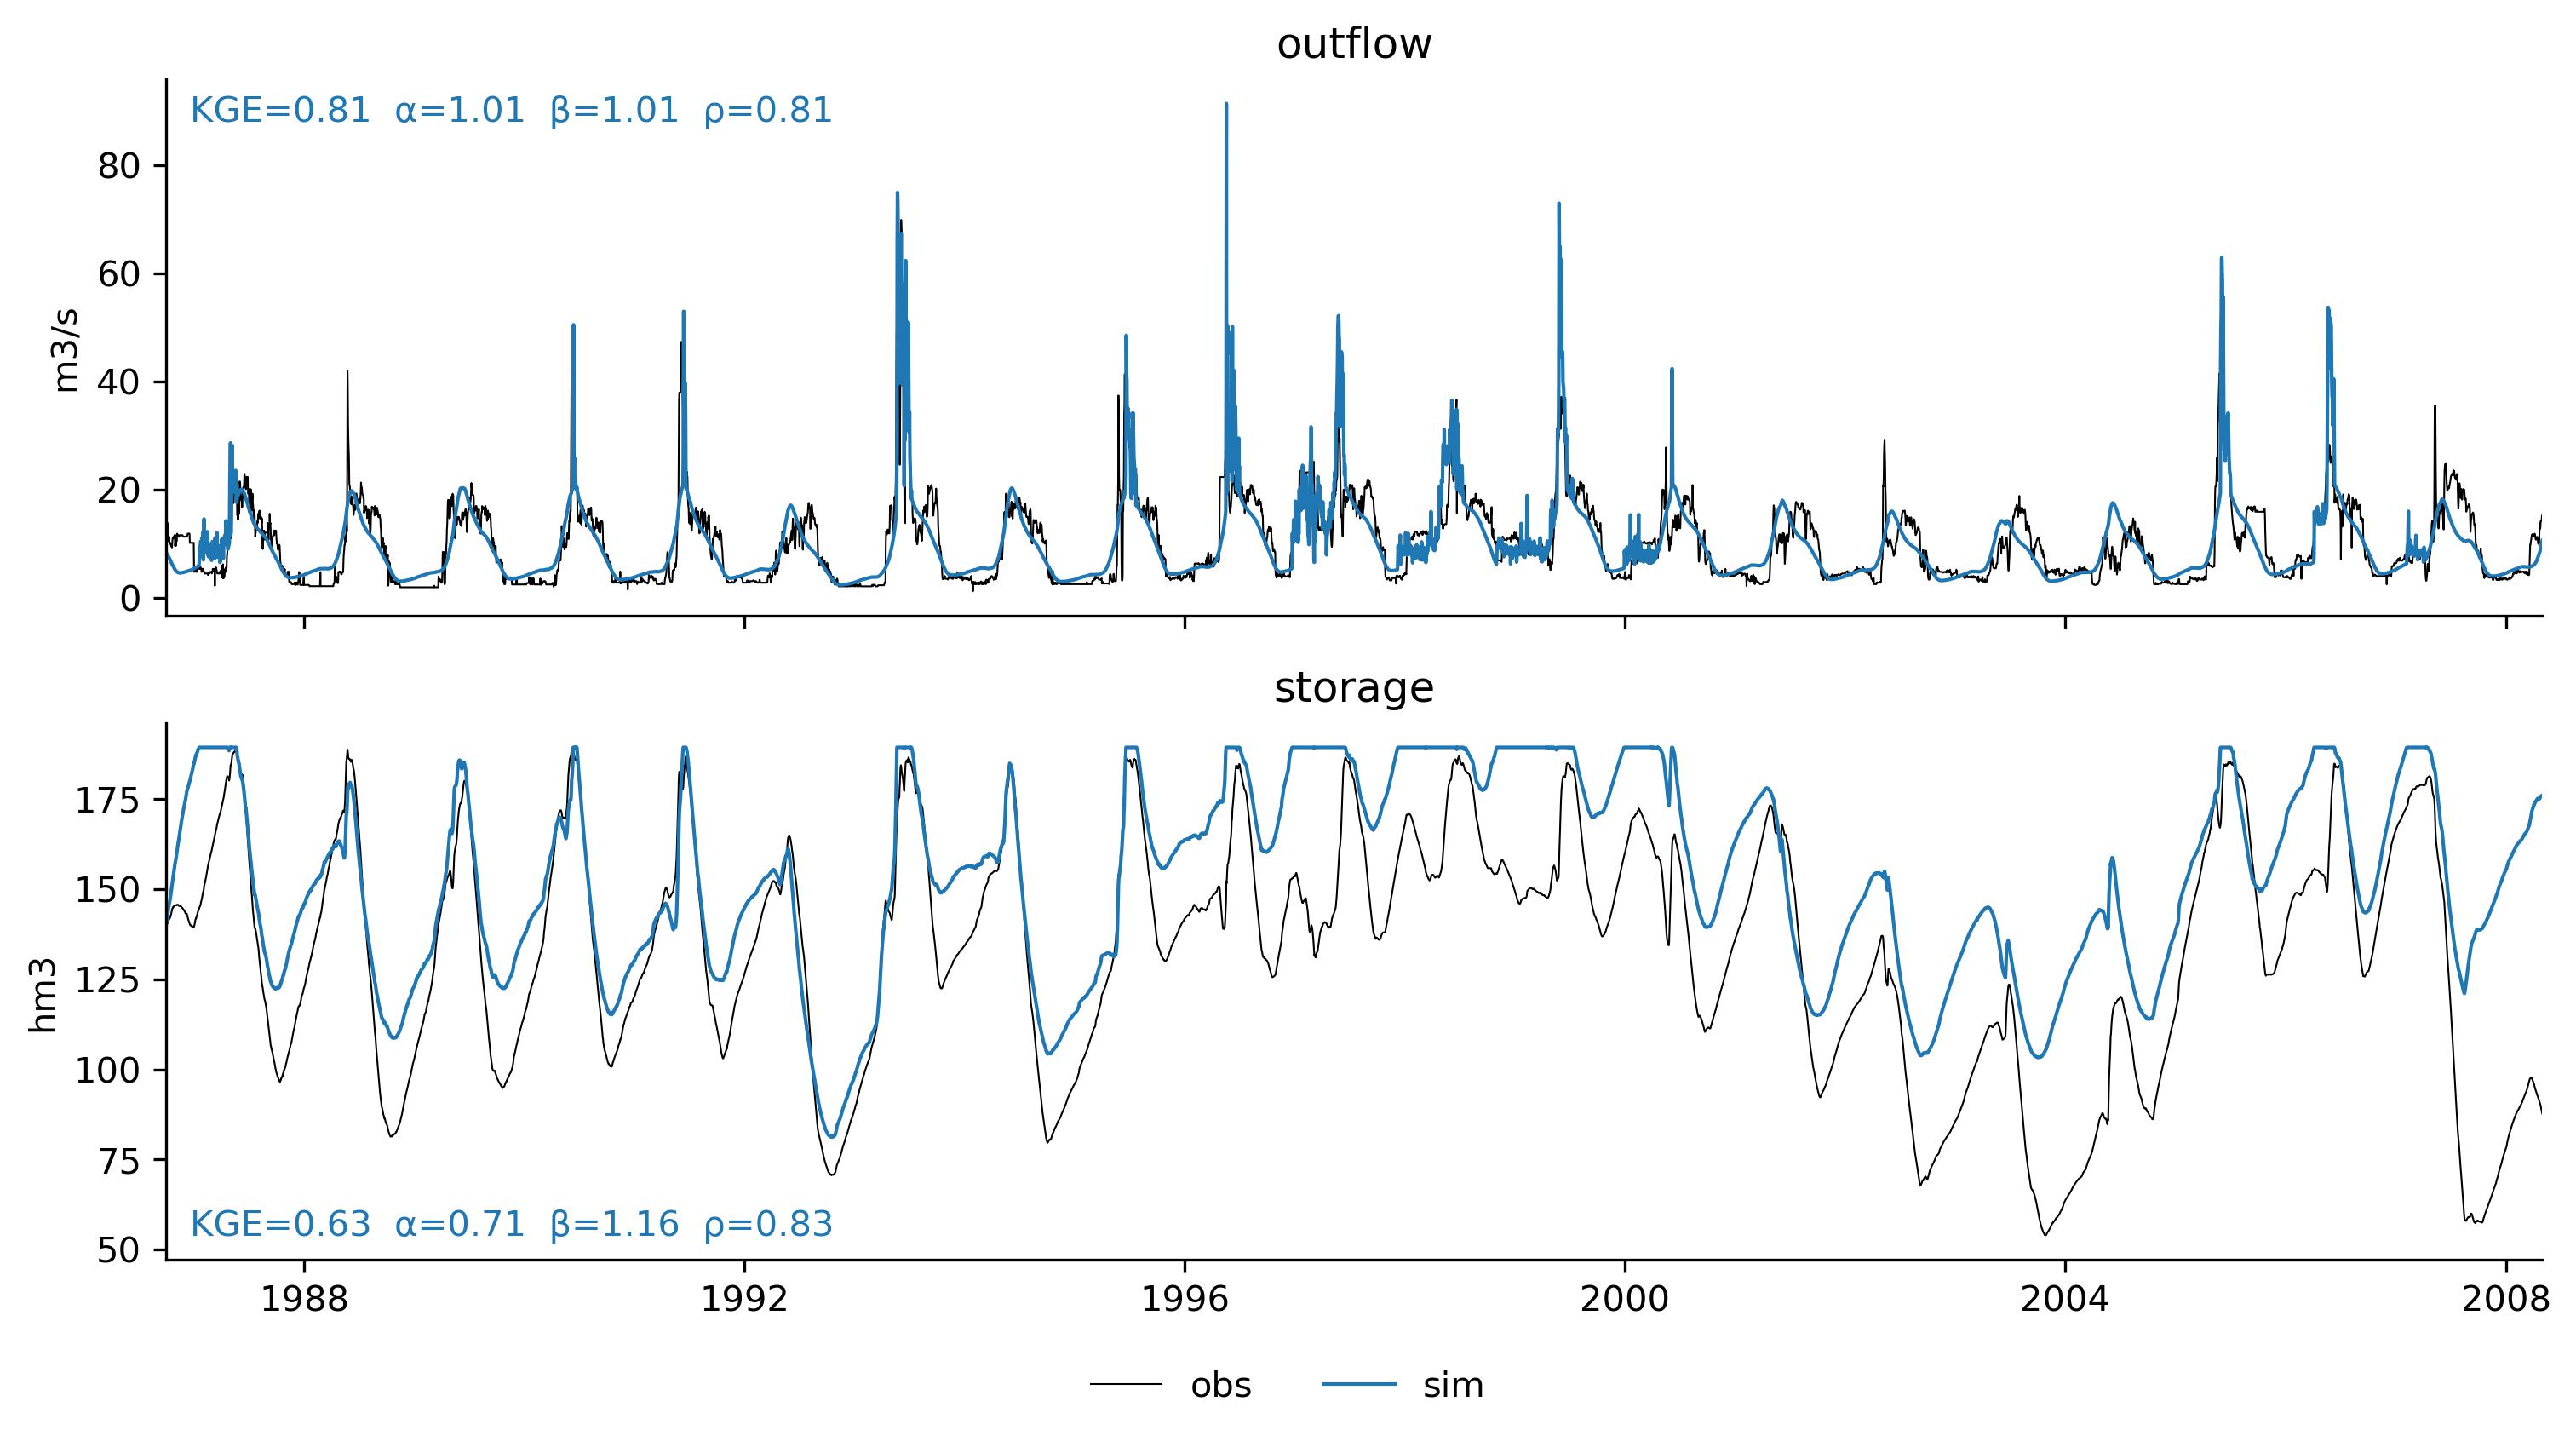 outflow
KGE=0.81 α=1.01 β=1.01 ρ=0.81
m3/s
80
60
40
20
0
storage
hm3
175
150
125
100
75
50
KGE=0.63 α=0.71 β=1.16 ρ=0.83
1988 1992 1996 2000 2004 2008
obs sim